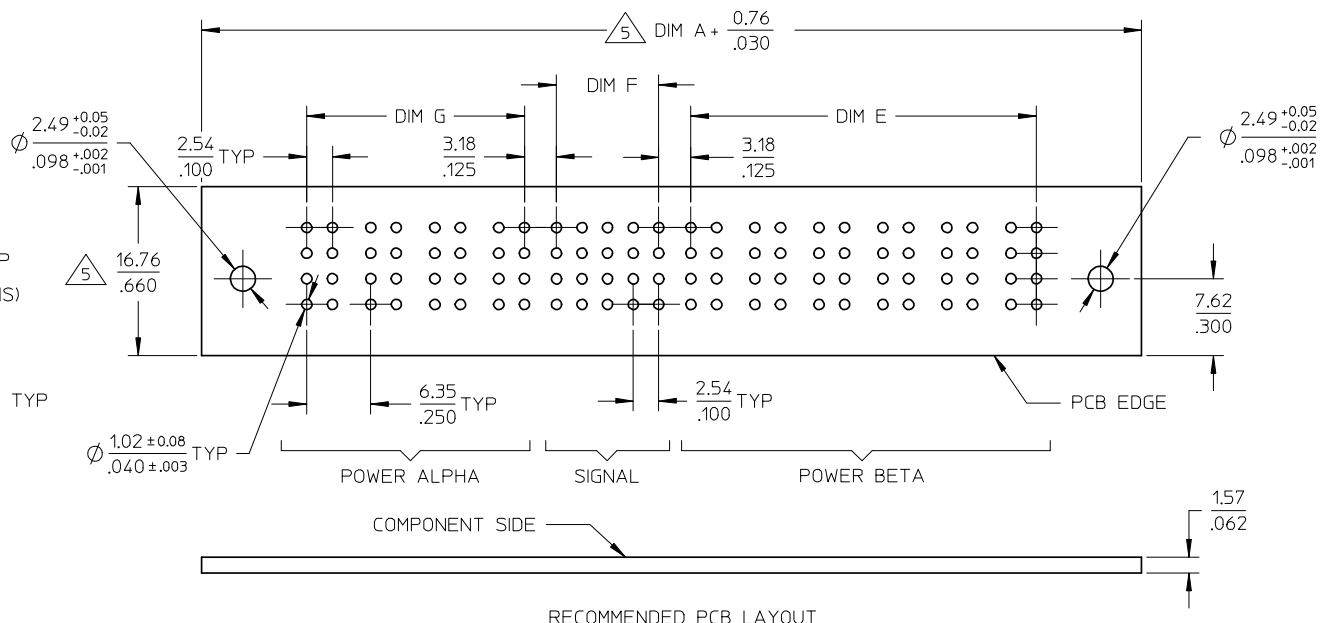 5 DIM A + 0.76
.030
DIM F
DIM G
DIM E
Ø 2.49 +0.05 -0.02
.098 +.002 -.001
2.54 TYP
.100
3.18
.125
3.18
.125
Ø 2.49 +0.05 -0.02
.098 +.002 -.001
P
5 16.76
.660
IS)
7.62
.300
TYP
6.35 TYP
.250
2.54 TYP
.100
PCB EDGE
Ø 1.02 ±0.08 TYP
.040 ±.003
POWER ALPHA
SIGNAL
POWER BETA
COMPONENT SIDE
1.57
.062
RECOMMENDED PCB LAYOUT